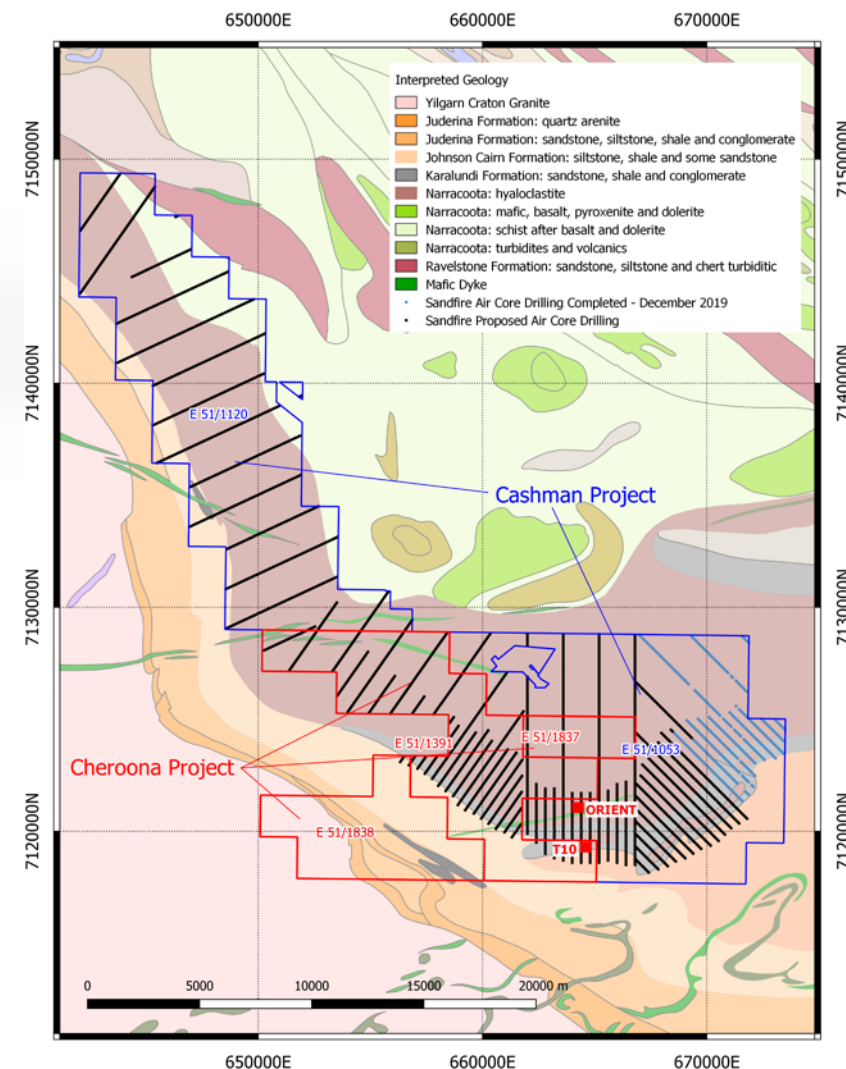 650000E
660000E
670000E
7150000N
7150000N
Interpreted Geology
Yilgarn Craton Granite
Juderina Formation: quartz arenite
Juderina Formation: sandstone, siltstone, shale and conglomerate
Johnson Cairn Formation: siltstone, shale and some sandstone
Karalundi Formation: sandstone, shale and conglomerate
Narracoota: hyaloclastite
Narracoota: mafic, basalt, pyroxenite and dolerite
Narracoota: schist after basalt and dolerite
Narracoota: turbidites and volcanics
Ravelstone Formation: sandstone, siltstone and chert turbiditic
Mafic Dyke
Sandfire Air Core Drilling Completed - December 2019
Sandfire Proposed Air Core Drilling
7140000N
7140000N
E 51/1120
Cashman Project
7130000N
7130000N
E 51/1391
E 51/1837
E 51/1053
Cheroona Project
ORIENT
E 51/1838
T10
7120000N
7120000N
0
5000
10000
15000
20000 m
650000E
660000E
670000E